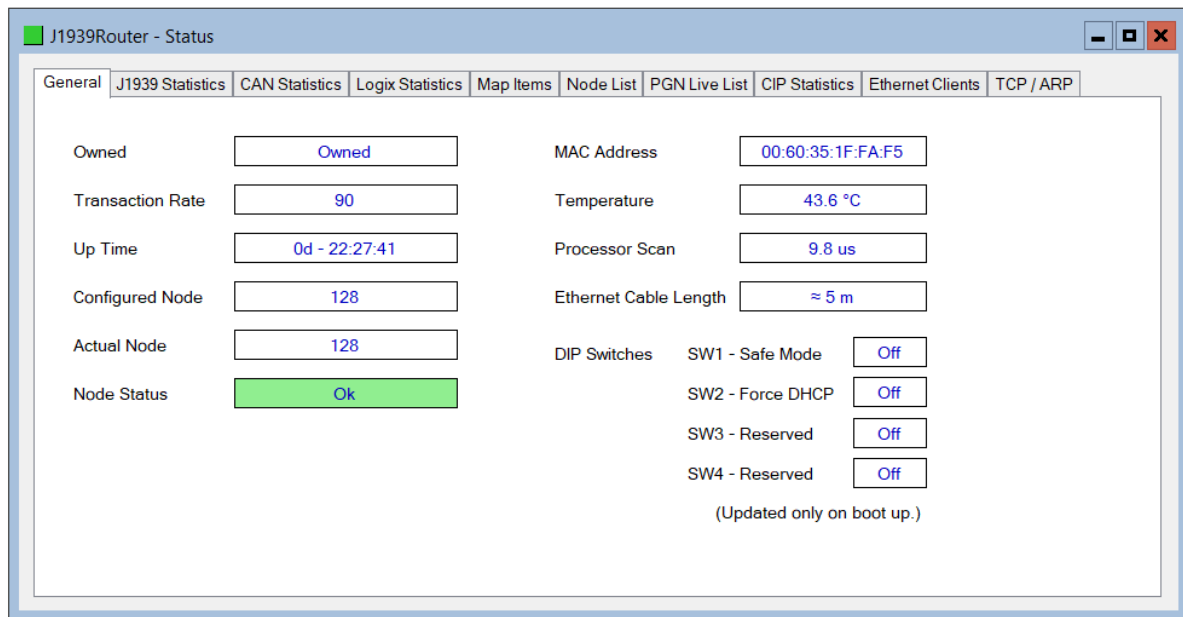 J1939Router - Status
General J1939 Statistics CAN Statistics Logix Statistics Map Items Node List PGN Live List CIP Statistics Ethernet Clients TCP / ARP
Owned Owned
Transaction Rate 90
Up Time 0d - 22:27:41
Configured Node 128
Actual Node 128
Node Status Ok
MAC Address 00:60:35:1F:FA:F5
Temperature 43.6 °C
Processor Scan 9.8 us
Ethernet Cable Length ≈ 5 m
DIP Switches SW1 - Safe Mode Off
SW2 - Force DHCP Off
SW3 - Reserved Off
SW4 - Reserved Off
(Updated only on boot up.)